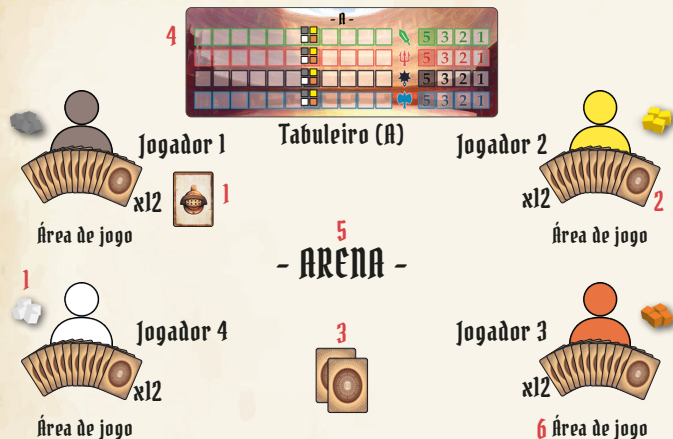 - A -
4
5 3 2 1
5 3 2 1
5 3 2 1
5 3 2 1
Tabuleiro (A)
Jogador 1
x12
1
Área de jogo
Jogador 2
x12
2
Área de jogo
5
- ARENA -
1
Jogador 4
x12
Área de jogo
3
Jogador 3
x12
6 Área de jogo